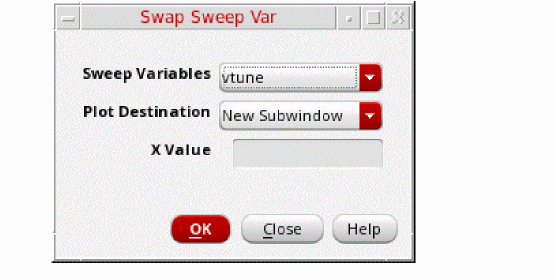 Swap Sweep Var
Sweep Variables vtune
Plot Destination New Subwindow
X Value
OK Close Help